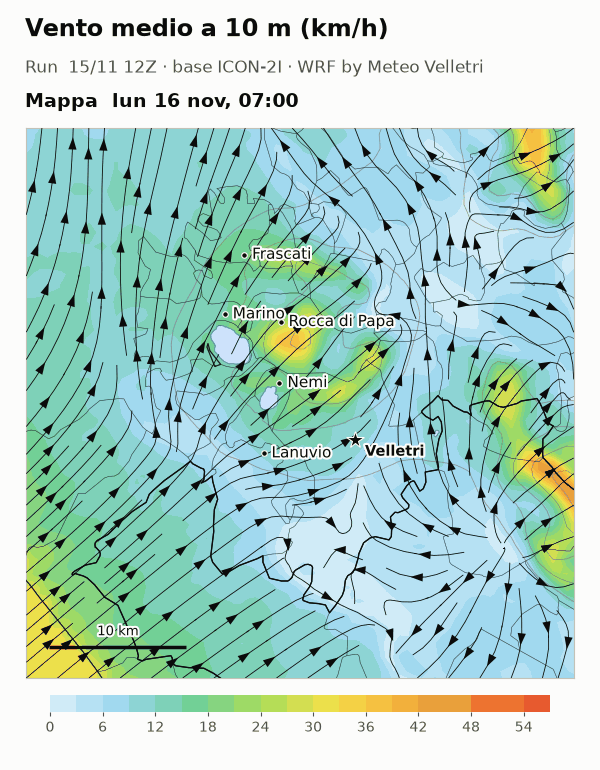 Vento medio a 10 m (km/h)
Run  15/11 12Z · base ICON-2I · WRF by Meteo Velletri
Mappa  lun 16 nov, 07:00
Frascati
Marino
Rocca di Papa
Nemi
Lanuvio
Velletri
10 km
0 6 12 18 24 30 36 42 48 54